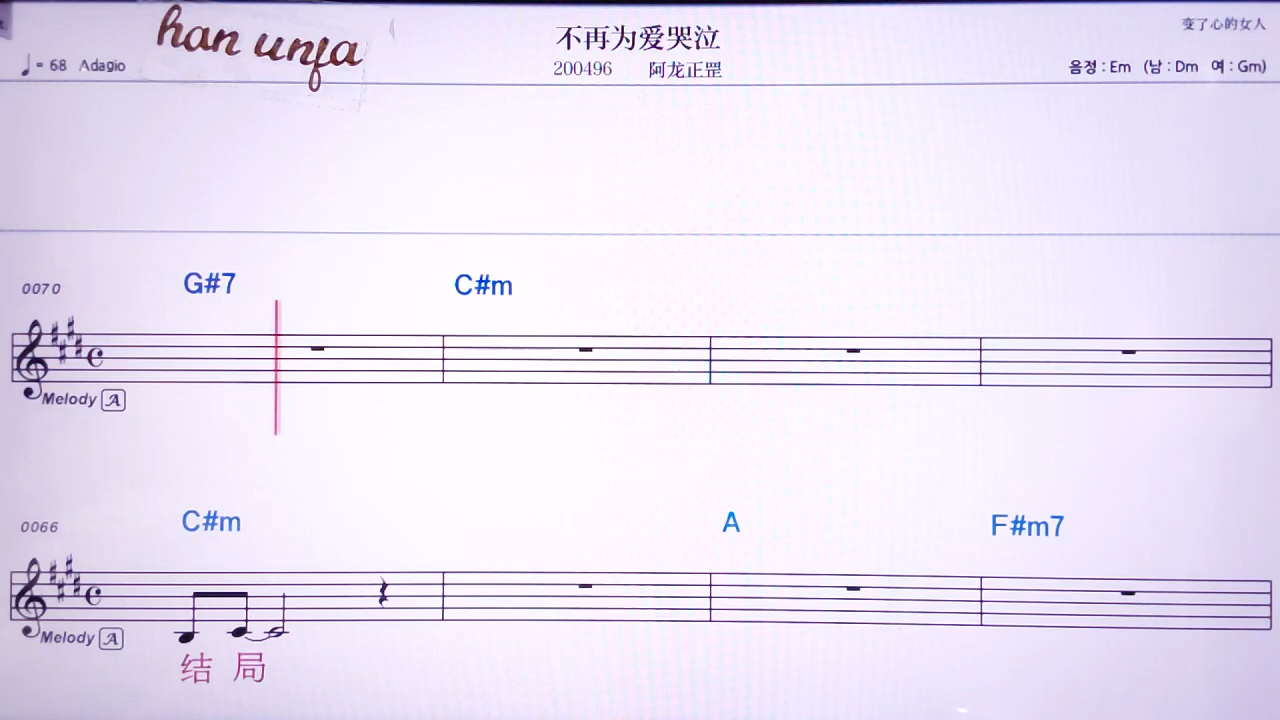 han unfa
不再为爱哭泣
变了心的女人
♩= 68 Adagio
200496 阿龙正罡
음정 : Em (남 : Dm 여 : Gm)
0070
G#7 C#m
Melody A
0066
C#m A F#m7
Melody A
结 局